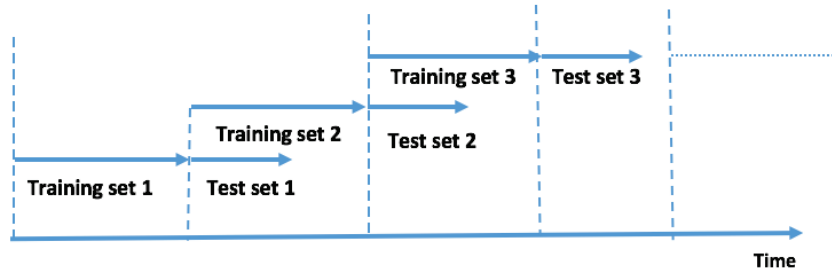 Training set 3
Test set 3
Training set 2
Test set 2
Training set 1
Test set 1
Time